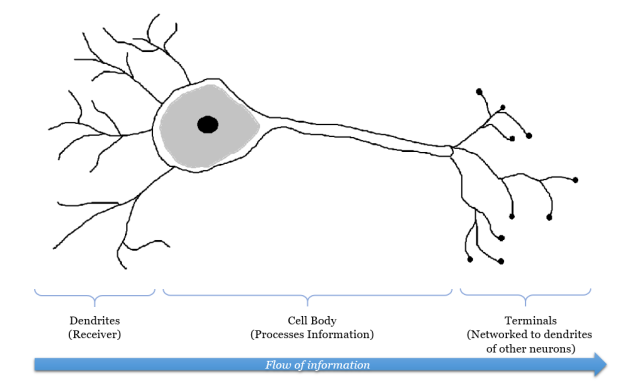 Dendrites
(Receiver)
Cell Body
(Processes Information)
Terminals
(Networked to dendrites
of other neurons)
Flow of information